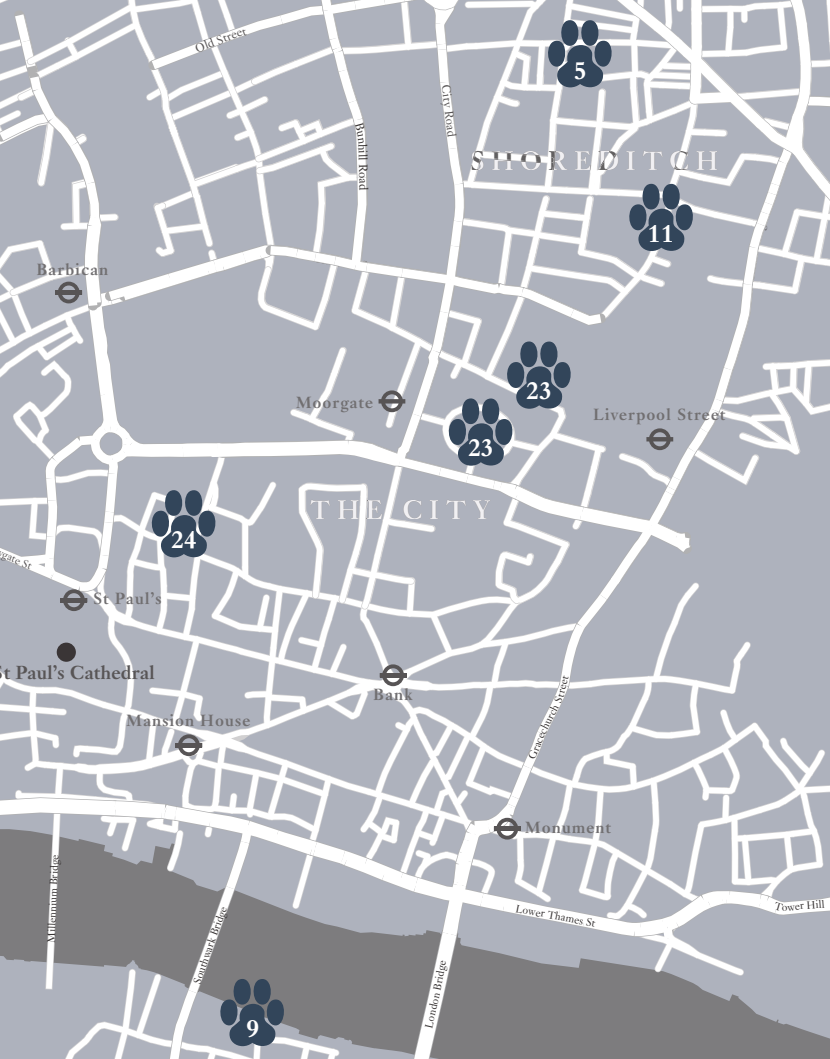 Old Street
5
City Road
Bunhill Road
SHOREDITCH
11
Barbican
23
Moorgate
Liverpool Street
23
THE CITY
24
gate St
St Paul's
St Paul's Cathedral
Bank
Gracechurch Street
Mansion House
Monument
Millennium Bridge
Southwark Bridge
Lower Thames St
Tower Hill
London Bridge
9